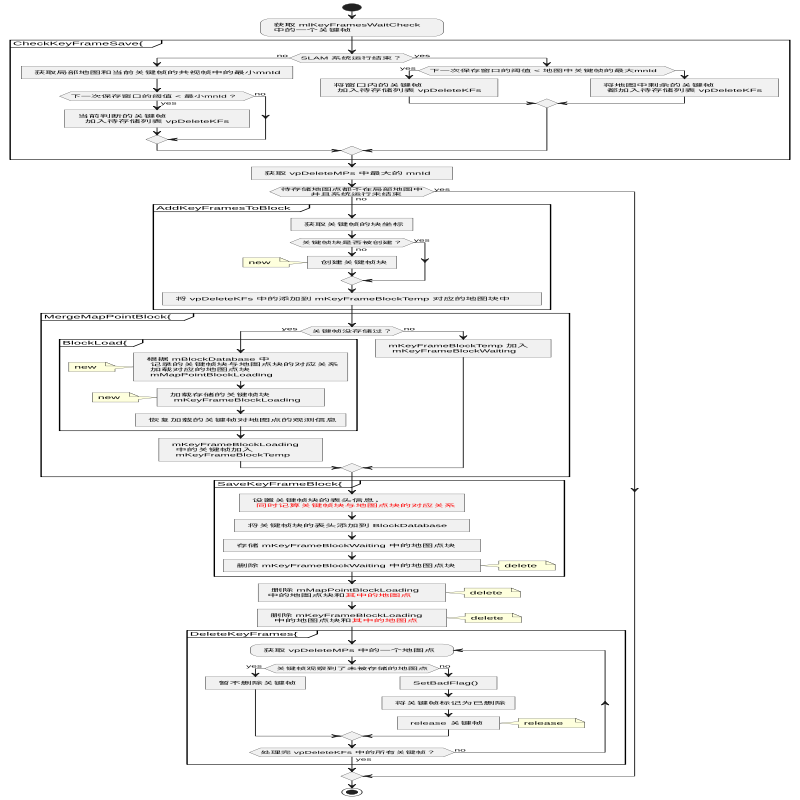 获取 mlKeyFramesWaitCheck
中的一个关键帧
CheckKeyFrameSave{
SLAM 系统运行结束？
no
yes
获取局部地图和当前关键帧的共视帧中的最小mnId
下一次保存窗口的阈值 < 最小mnId？
no
yes
当前判断的关键帧
加入待存储列表 vpDeleteKFs
下一次保存窗口的阈值 < 地图中关键帧的最大mnId
yes
将窗口内的关键帧
加入待存储列表 vpDeleteKFs
将地图中剩余的关键帧
都加入待存储列表 vpDeleteKFs
获取 vpDeleteMPs 中最大的 mnId
待存储地图点都不在局部地图中
并且系统运行未结束
yes
no
AddKeyFramesToBlock
获取关键帧的块坐标
关键帧块是否被创建？
yes
no
new
创建关键帧块
将 vpDeleteKFs 中的添加到 mKeyFrameBlockTemp 对应的地图块中
MergeMapPointBlock{
关键帧没存储过？
yes
no
BlockLoad{
new
根据 mBlockDatabase 中
记录的关键帧块与地图点块的对应关系
加载对应的地图点块
mMapPointBlockLoading
new
加载存储的关键帧块
mKeyFrameBlockLoading
恢复加载的关键帧对地图点的观测信息
mKeyFrameBlockLoading
中的关键帧加入
mKeyFrameBlockTemp
mKeyFrameBlockTemp 加入
mKeyFrameBlockWaiting
SaveKeyFrameBlock{
设置关键帧块的表头信息，
同时记算关键帧块与地图点块的对应关系
将关键帧块的表头添加到 BlockDatabase
存储 mKeyFrameBlockWaiting 中的地图点块
删除 mKeyFrameBlockWaiting 中的地图点块
delete
删除 mMapPointBlockLoading
中的地图点块和其中的地图点
delete
删除 mKeyFrameBlockLoading
中的地图点块和其中的地图点
delete
DeleteKeyFrames{
获取 vpDeleteMPs 中的一个地图点
关键帧观察到了未被存储的地图点
yes
no
暂不删除关键帧
SetBadFlag()
将关键帧标记为已删除
release 关键帧
release
处理完 vpDeleteKFs 中的所有关键帧？
no
yes